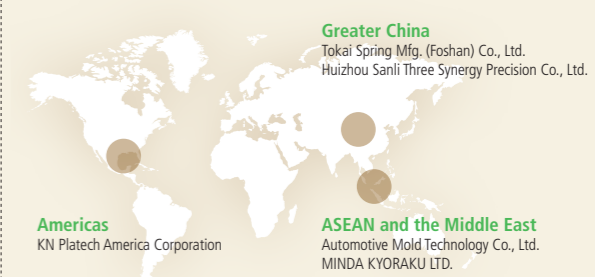 Greater China
Tokai Spring Mfg. (Foshan) Co., Ltd.
Huizhou Sanli Three Synergy Precision Co., Ltd.
Americas
KN Platech America Corporation
ASEAN and the Middle East
Automotive Mold Technology Co., Ltd.
MINDA KYORAKU LTD.